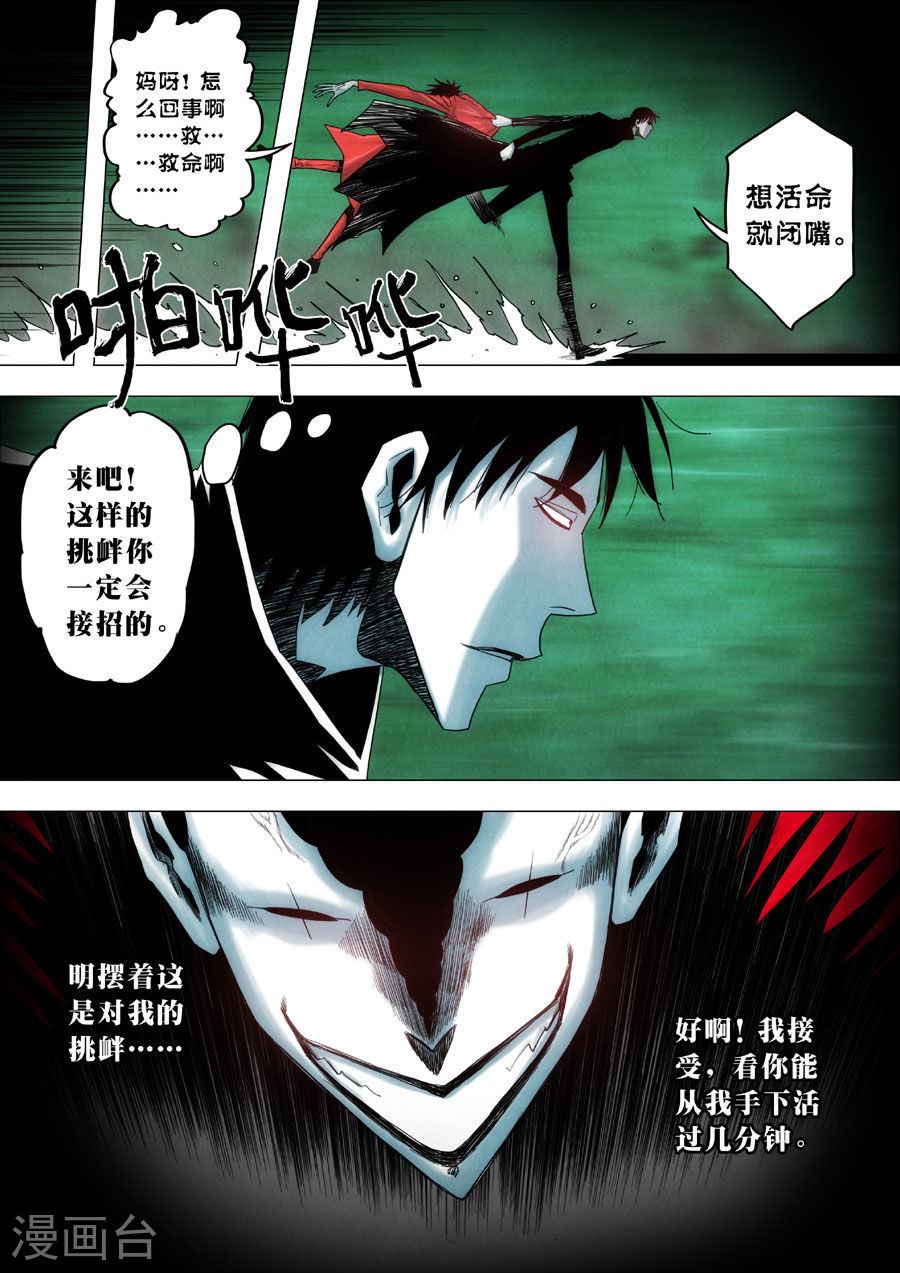 妈呀！怎
么回事啊
……救…
…救命啊
……
想活命
就闭嘴。
啪哗哗
来吧！
这样的
挑衅你
一定会
接招的。
明摆着这
是对我的
挑衅……
好啊！我接
受，看你能
从我手下活
过几分钟。
漫画台